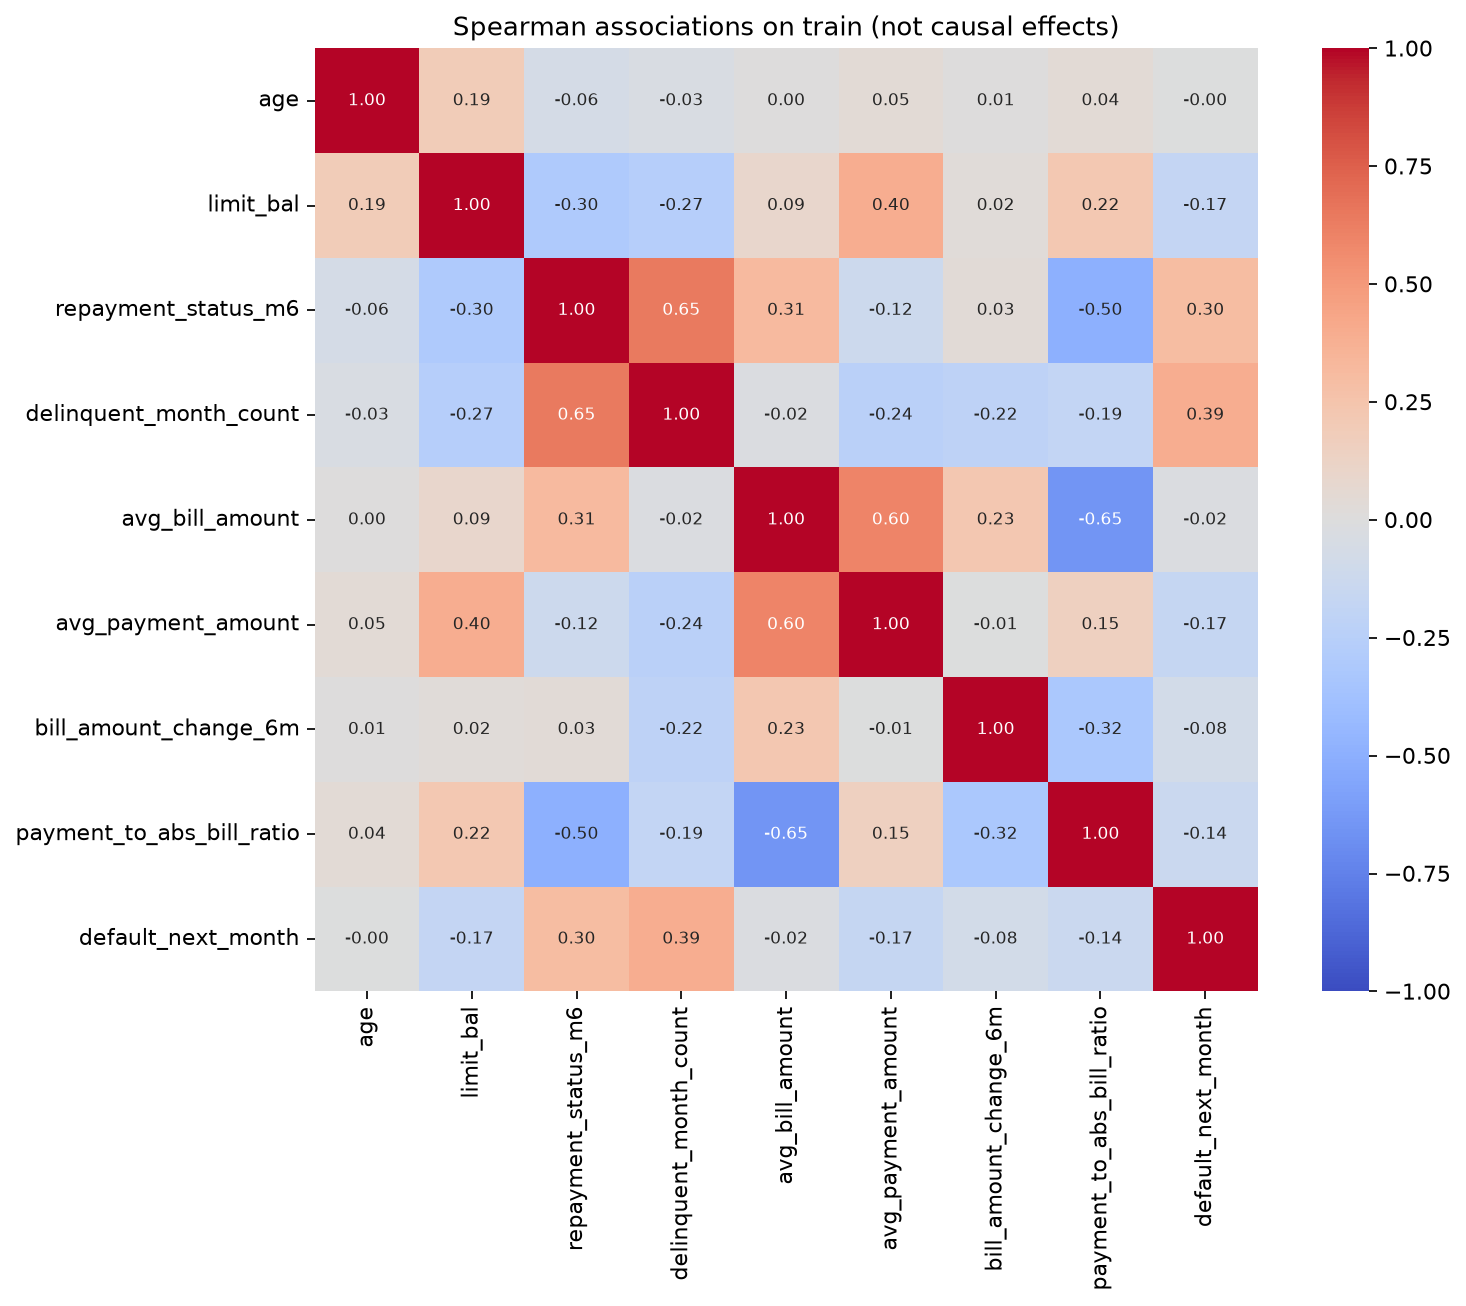 Spearman associations on train (not causal effects)
age 1.00 0.19 -0.06 -0.03 0.00 0.05 0.01 0.04 -0.00
limit_bal 0.19 1.00 -0.30 -0.27 0.09 0.40 0.02 0.22 -0.17
repayment_status_m6 -0.06 -0.30 1.00 0.65 0.31 -0.12 0.03 -0.50 0.30
delinquent_month_count -0.03 -0.27 0.65 1.00 -0.02 -0.24 -0.22 -0.19 0.39
avg_bill_amount 0.00 0.09 0.31 -0.02 1.00 0.60 0.23 -0.65 -0.02
avg_payment_amount 0.05 0.40 -0.12 -0.24 0.60 1.00 -0.01 0.15 -0.17
bill_amount_change_6m 0.01 0.02 0.03 -0.22 0.23 -0.01 1.00 -0.32 -0.08
payment_to_abs_bill_ratio 0.04 0.22 -0.50 -0.19 -0.65 0.15 -0.32 1.00 -0.14
default_next_month -0.00 -0.17 0.30 0.39 -0.02 -0.17 -0.08 -0.14 1.00
age
limit_bal
repayment_status_m6
delinquent_month_count
avg_bill_amount
avg_payment_amount
bill_amount_change_6m
payment_to_abs_bill_ratio
default_next_month
1.00
0.75
0.50
0.25
0.00
−0.25
−0.50
−0.75
−1.00